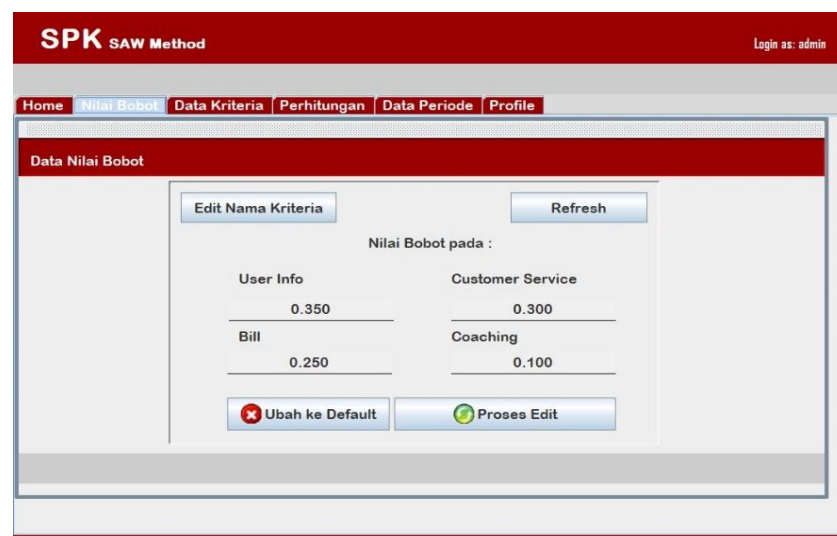 SPK SAW Method
Login as: admin
Home Nilai Bobot Data Kriteria Perhitungan Data Periode Profile
Data Nilai Bobot
Edit Nama Kriteria Refresh
Nilai Bobot pada :
User Info Customer Service
0.350 0.300
Bill Coaching
0.250 0.100
Ubah ke Default Proses Edit